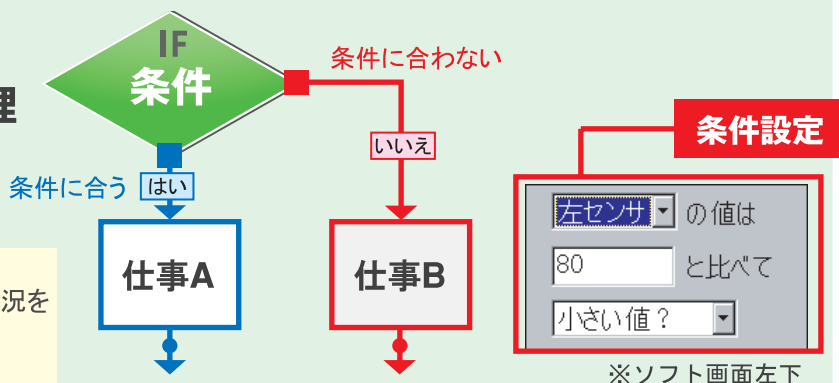 IF
条件
条件に合わない
理
いいえ
条件設定
条件に合う
はい
左センサ の値は
80 と比べて
小さい値?
仕事A
仕事B
況を
※ソフト画面左下